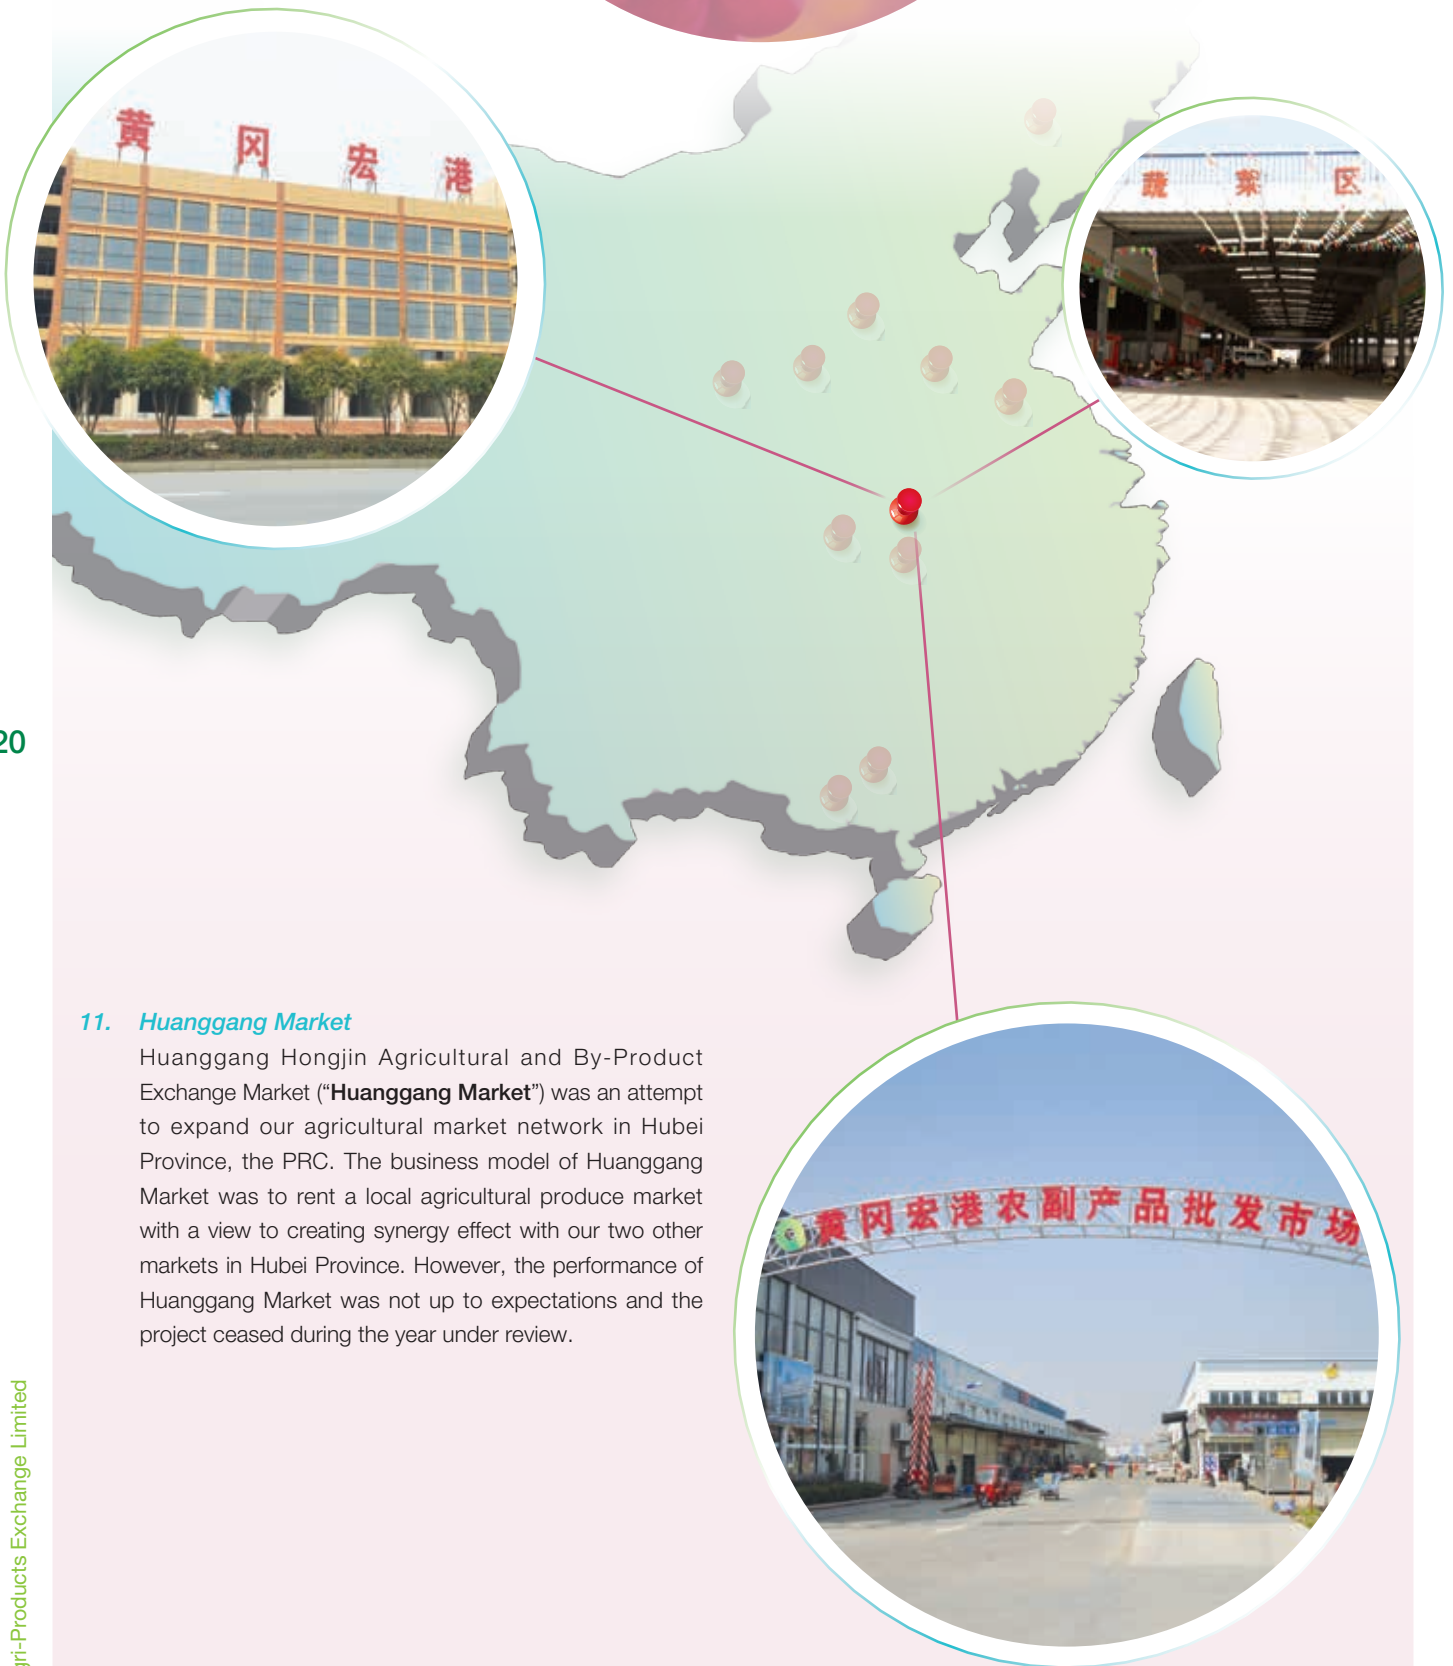 黄冈宏港
蔬菜区
20
11. Huanggang Market
Huanggang Hongjin Agricultural and By-Product
Exchange Market (“Huanggang Market”) was an attempt
to expand our agricultural market network in Hubei
Province, the PRC. The business model of Huanggang
Market was to rent a local agricultural produce market
with a view to creating synergy effect with our two other
markets in Hubei Province. However, the performance of
Huanggang Market was not up to expectations and the
project ceased during the year under review.
黄冈宏港农副产品批发市场
gri-Products Exchange Limited